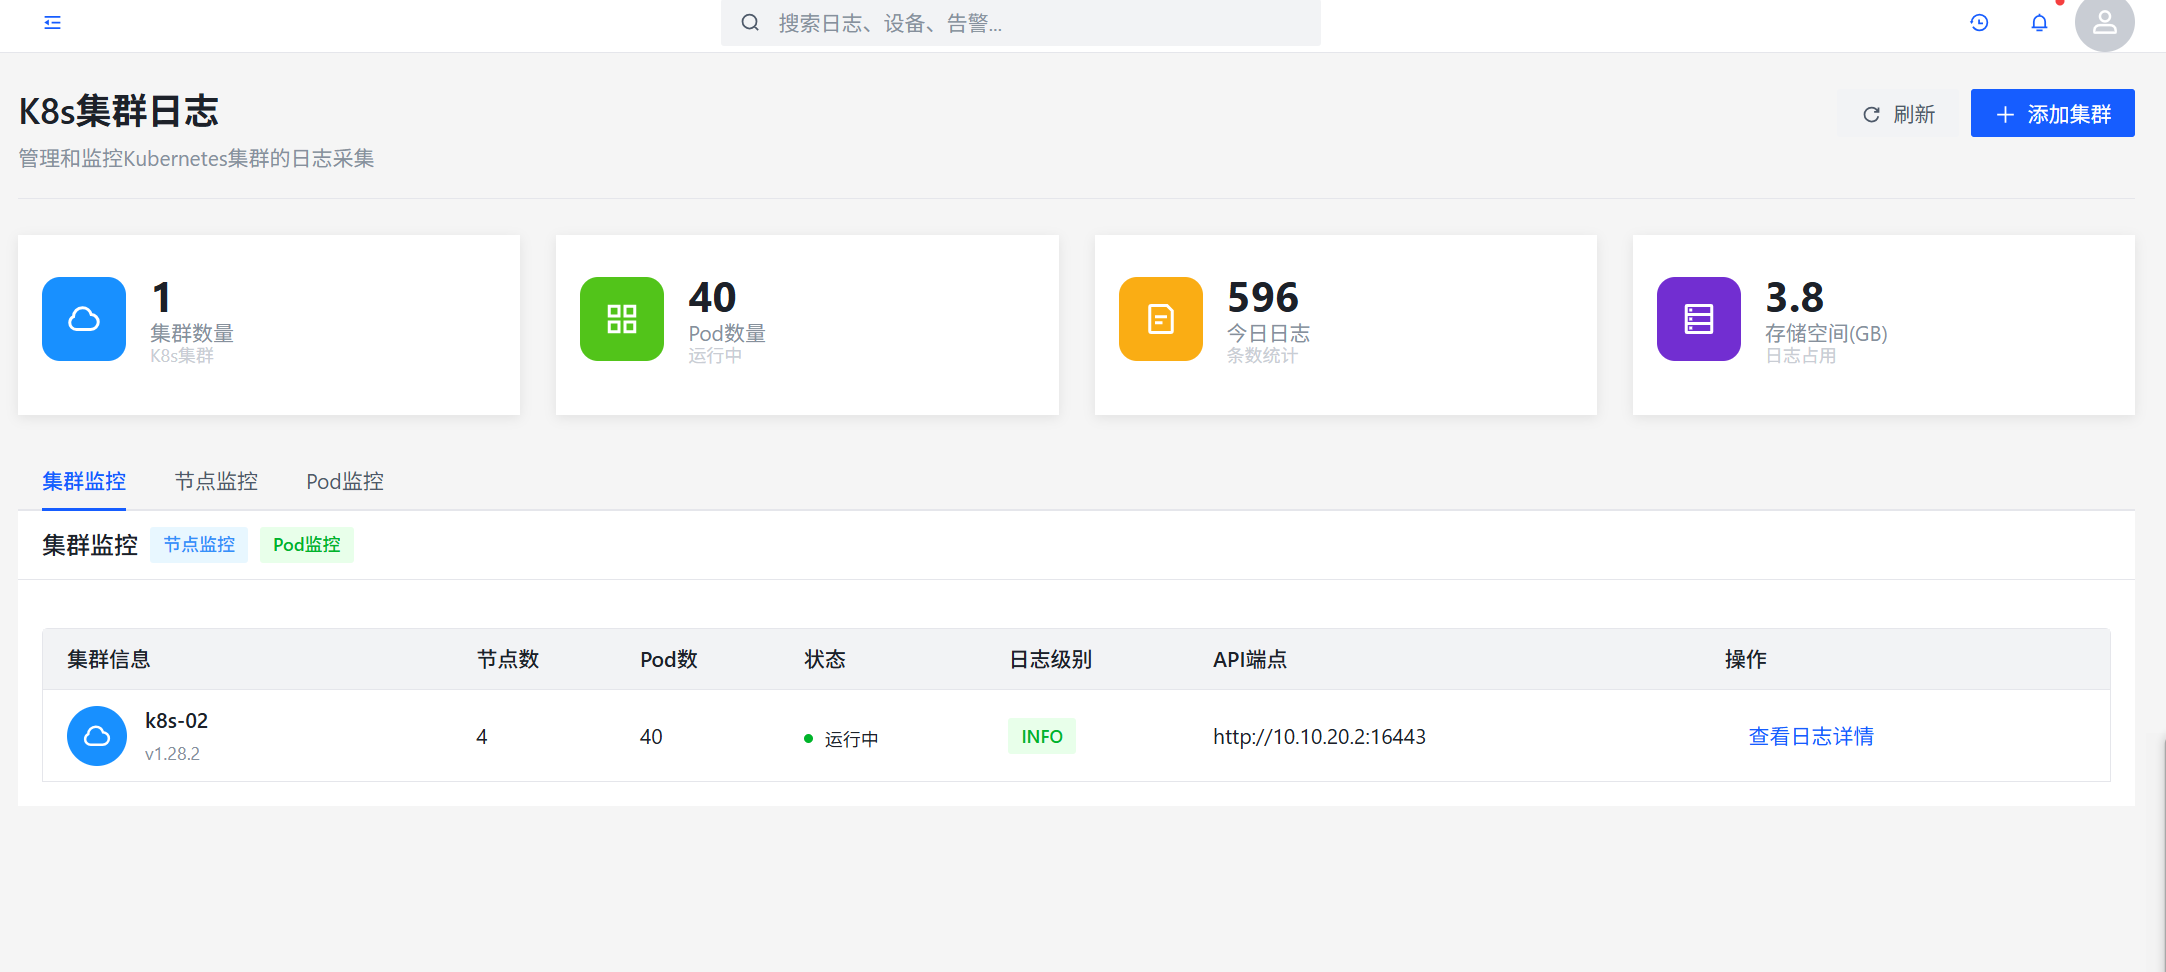 搜索日志、设备、告警...
K8s集群日志
管理和监控Kubernetes集群的日志采集
刷新
添加集群
1
集群数量
K8s集群
40
Pod数量
运行中
596
今日日志
条数统计
3.8
存储空间(GB)
日志占用
集群监控 节点监控 Pod监控
集群监控 节点监控 Pod监控
集群信息 节点数 Pod数 状态 日志级别 API端点 操作
k8s-02
v1.28.2
4 40 运行中 INFO http://10.10.20.2:16443 查看日志详情